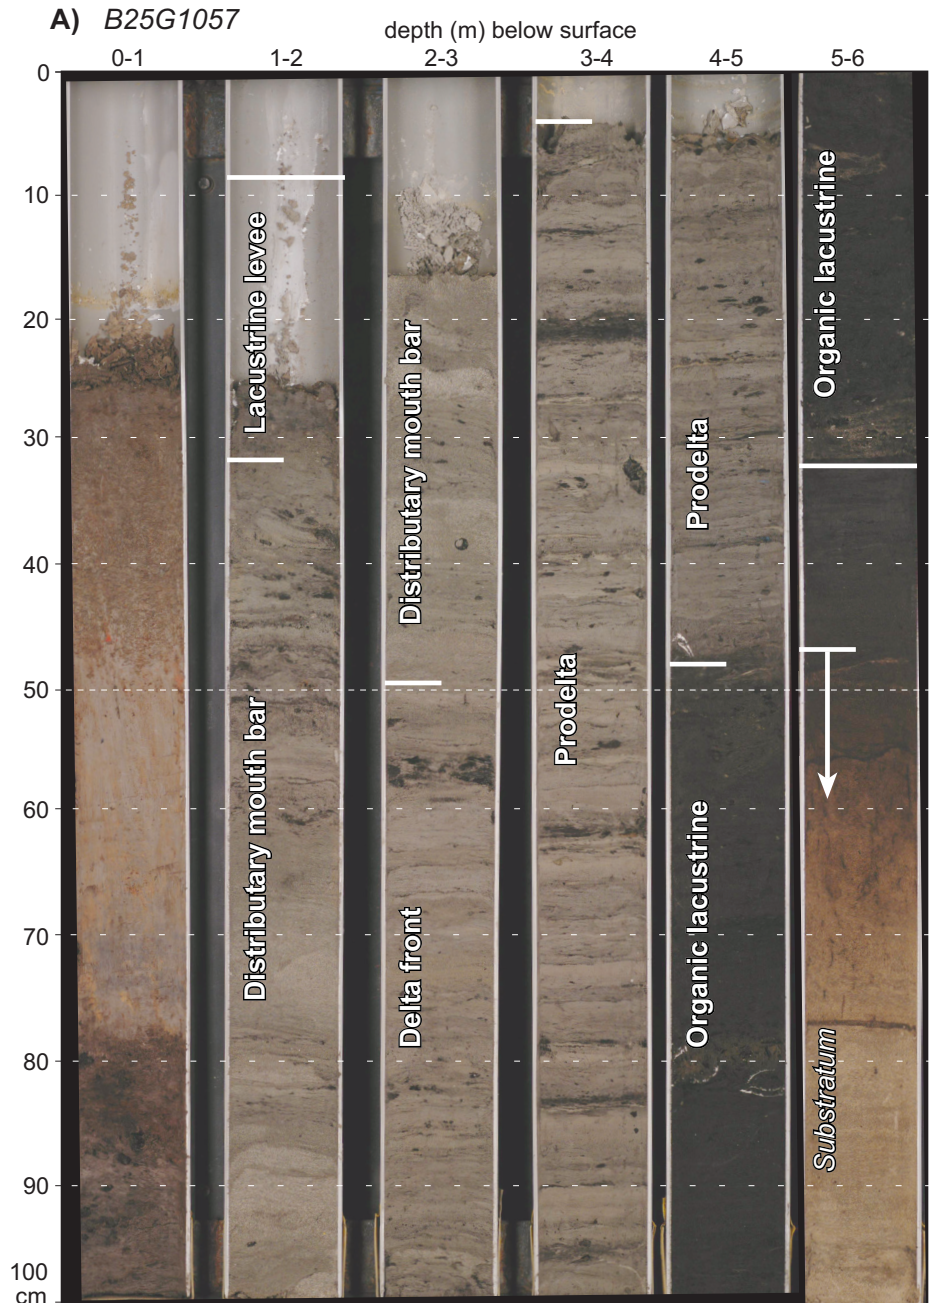 A) B25G1057
depth (m) below surface
0-1 1-2 2-3 3-4 4-5 5-6
0
10
20
30
40
50
60
70
80
90
100
cm
Lacustrine levee
Distributary mouth bar
Distributary mouth bar
Delta front
Prodelta
Prodelta
Organic lacustrine
Organic lacustrine
Substratum